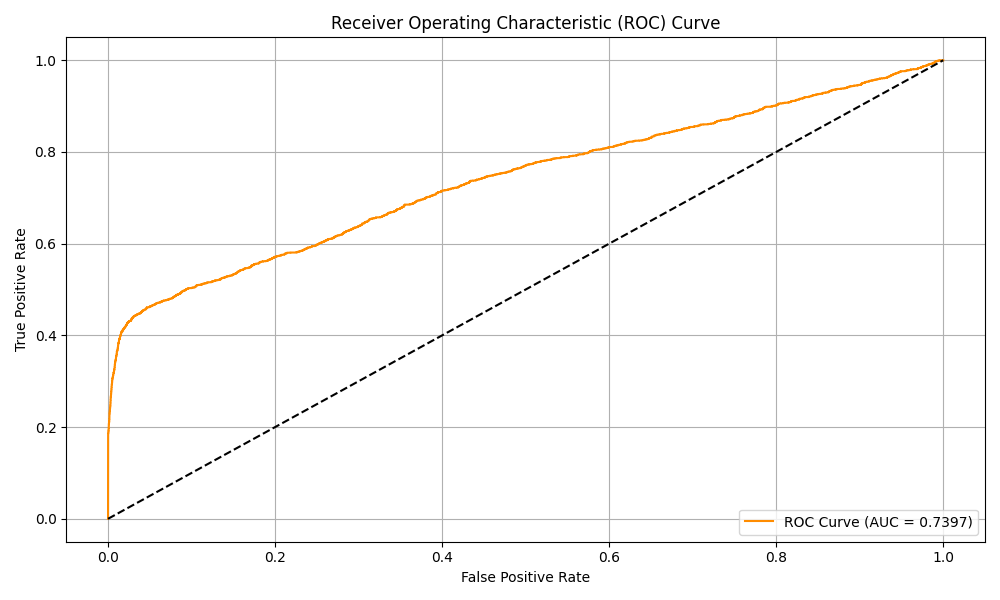 Receiver Operating Characteristic (ROC) Curve
True Positive Rate
1.0
0.8
0.6
0.4
0.2
0.0
0.0 0.2 0.4 0.6 0.8 1.0
False Positive Rate
ROC Curve (AUC = 0.7397)